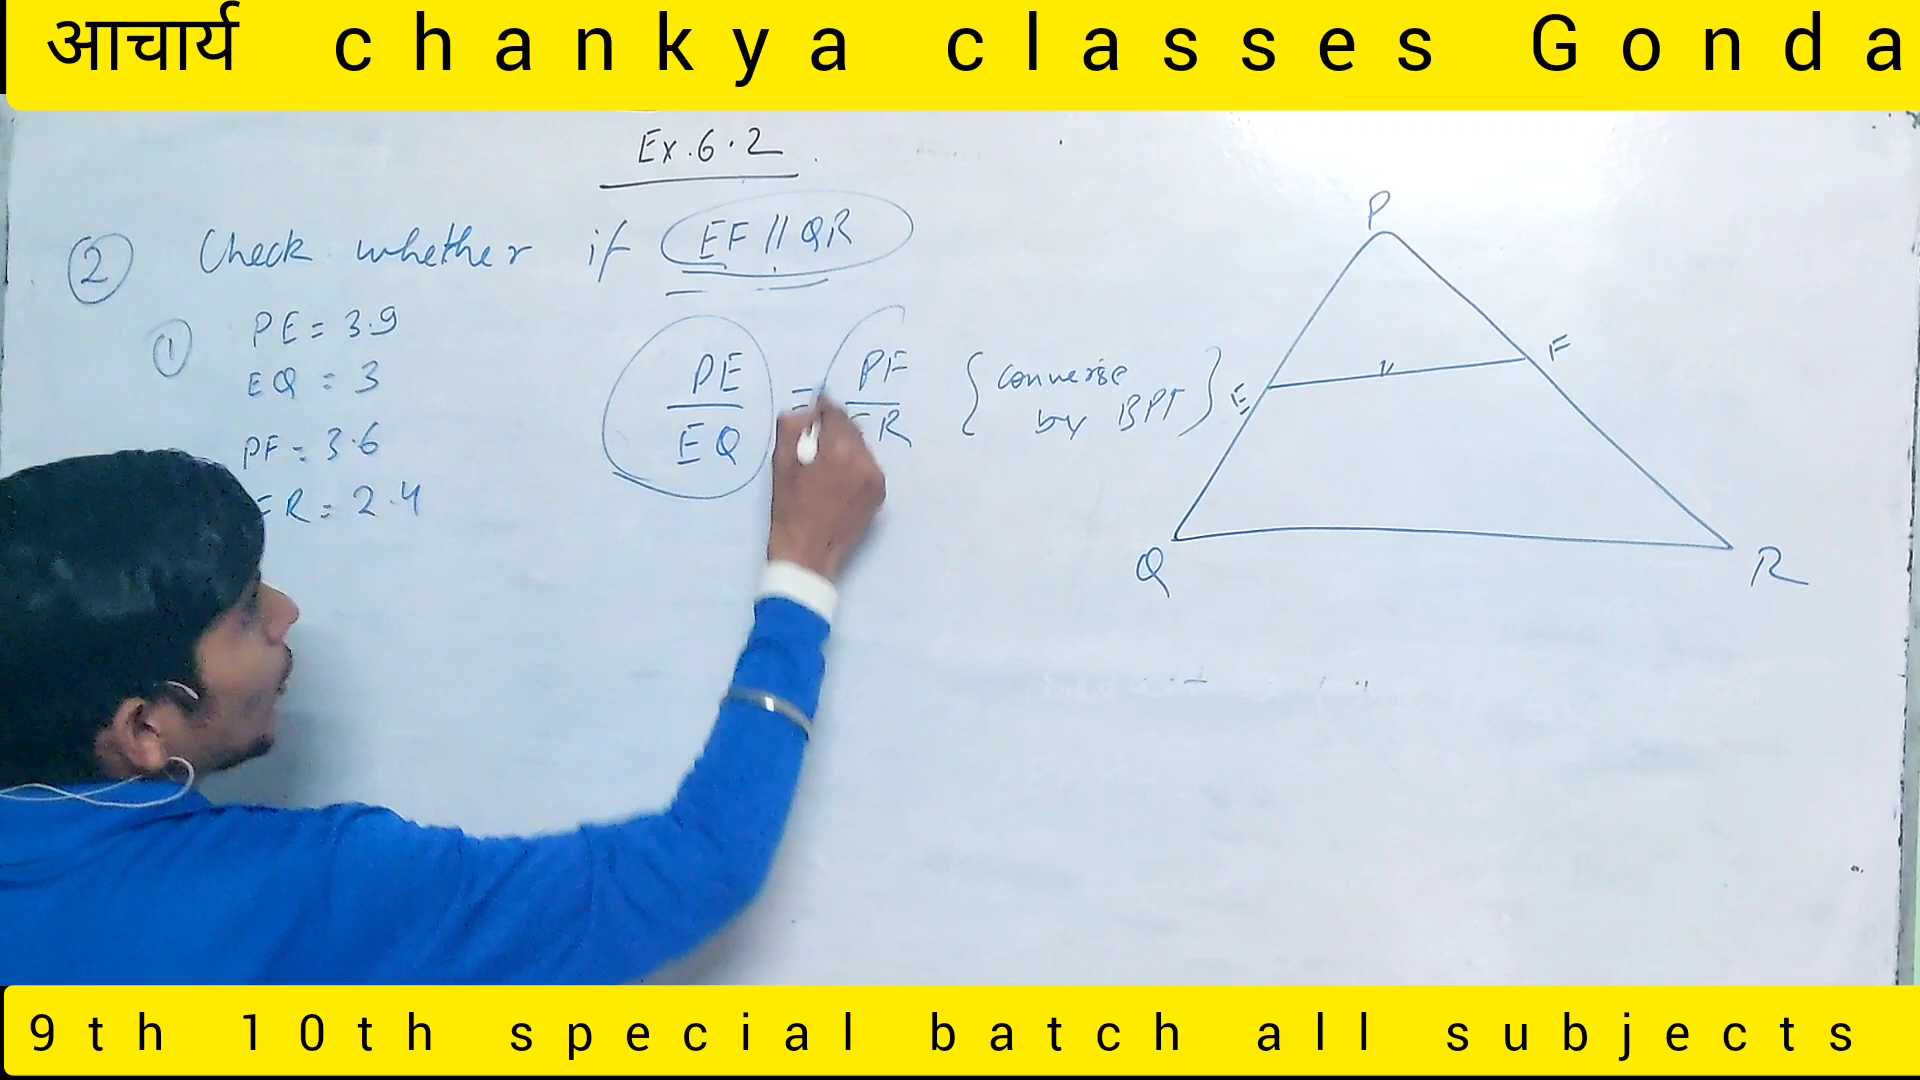 आचार्य chankya classes Gonda
Ex.6.2
② Check whether if EF || QR
① PE = 3.9
EQ = 3
PF = 3.6
R = 2.4
PE / EQ = PF / R { converse by BPT }
P
E
F
Q
R
9th 10th special batch all subjects